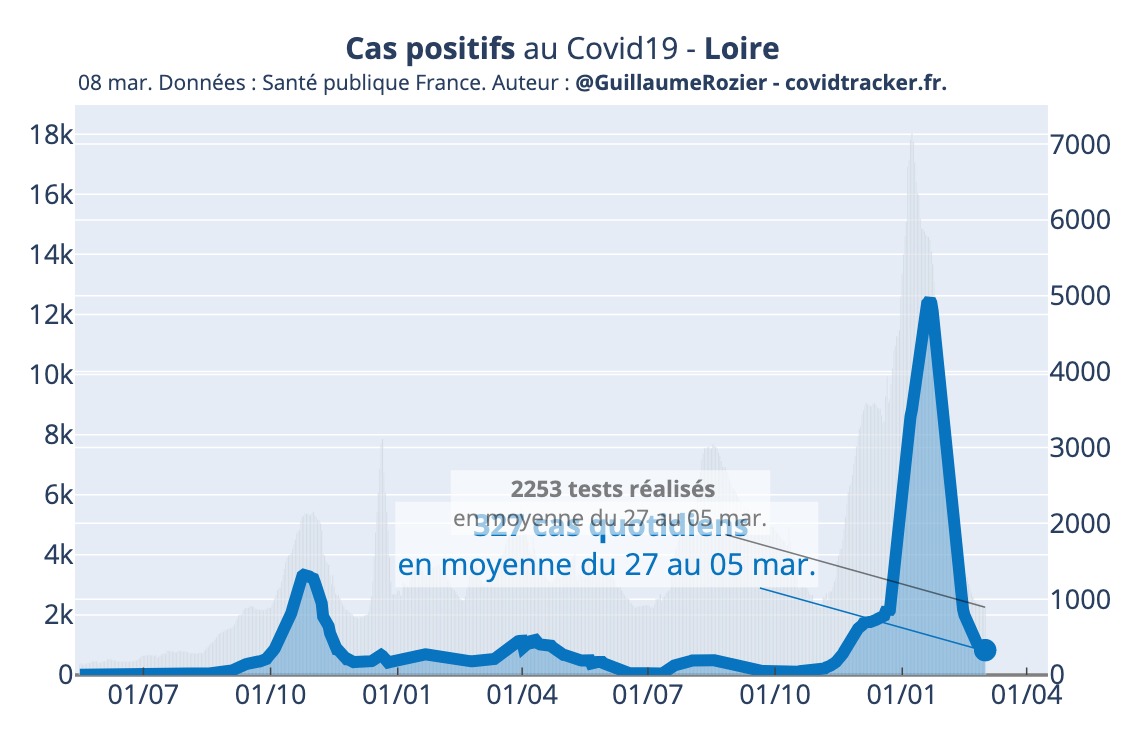 Cas positifs au Covid19 - Loire
08 mar. Données : Santé publique France. Auteur : @GuillaumeRozier - covidtracker.fr.
18k
16k
14k
12k
10k
8k
6k
4k
2k
0
7000
6000
5000
4000
3000
2000
1000
0
2253 tests réalisés
en moyenne du 27 au 05 mar.
327 cas quotidiens
en moyenne du 27 au 05 mar.
01/07
01/10
01/01
01/04
01/07
01/10
01/01
01/04